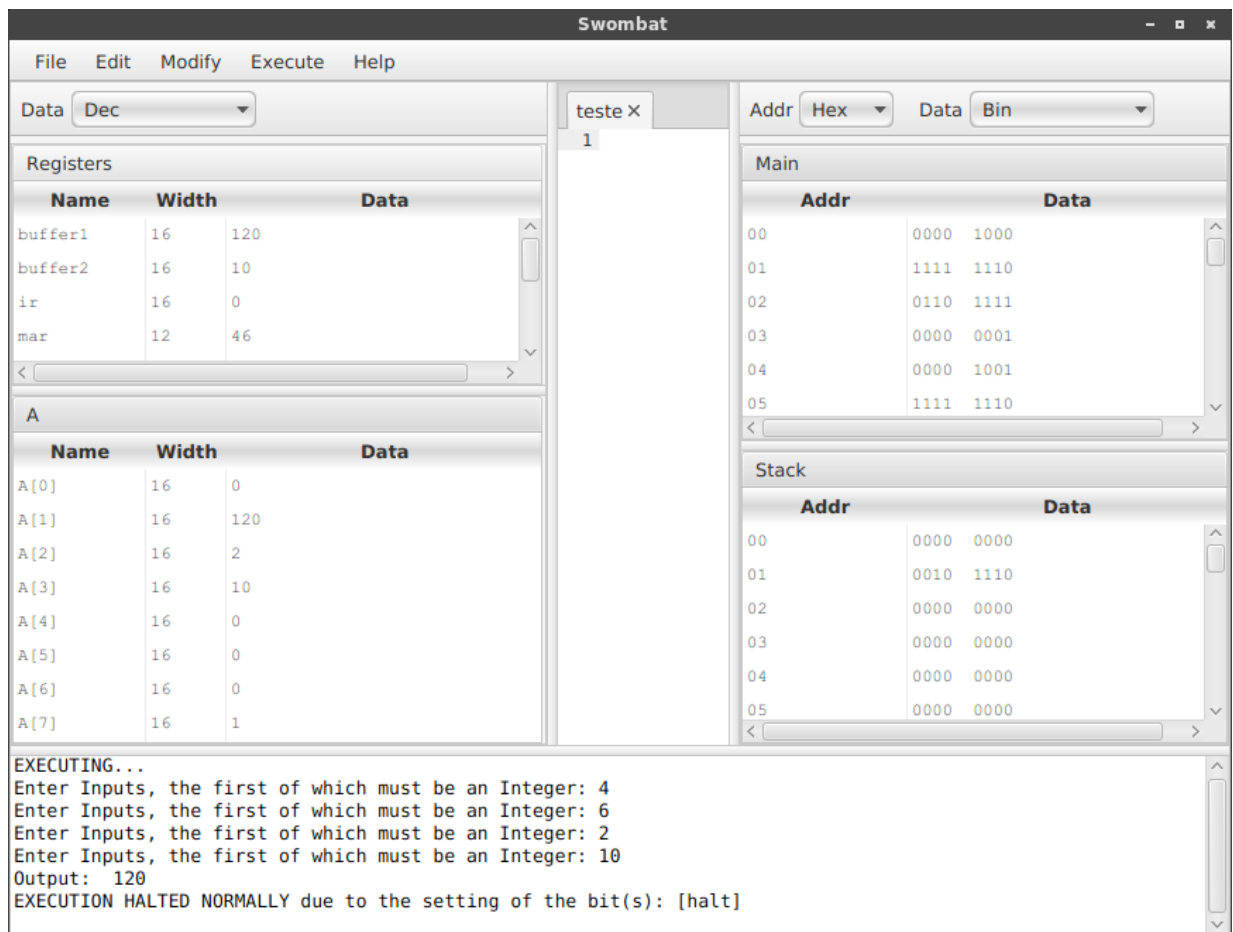 Swombat
File Edit Modify Execute Help
Data Dec
Registers
Name Width Data
buffer1 16 120
buffer2 16 10
ir 16 0
mar 12 46
A
Name Width Data
A[0] 16 0
A[1] 16 120
A[2] 16 2
A[3] 16 10
A[4] 16 0
A[5] 16 0
A[6] 16 0
A[7] 16 1
teste
1
Addr Hex Data Bin
Main
Addr Data
00 0000 1000
01 1111 1110
02 0110 1111
03 0000 0001
04 0000 1001
05 1111 1110
Stack
Addr Data
00 0000 0000
01 0010 1110
02 0000 0000
03 0000 0000
04 0000 0000
05 0000 0000
EXECUTING...
Enter Inputs, the first of which must be an Integer: 4
Enter Inputs, the first of which must be an Integer: 6
Enter Inputs, the first of which must be an Integer: 2
Enter Inputs, the first of which must be an Integer: 10
Output: 120
EXECUTION HALTED NORMALLY due to the setting of the bit(s): [halt]